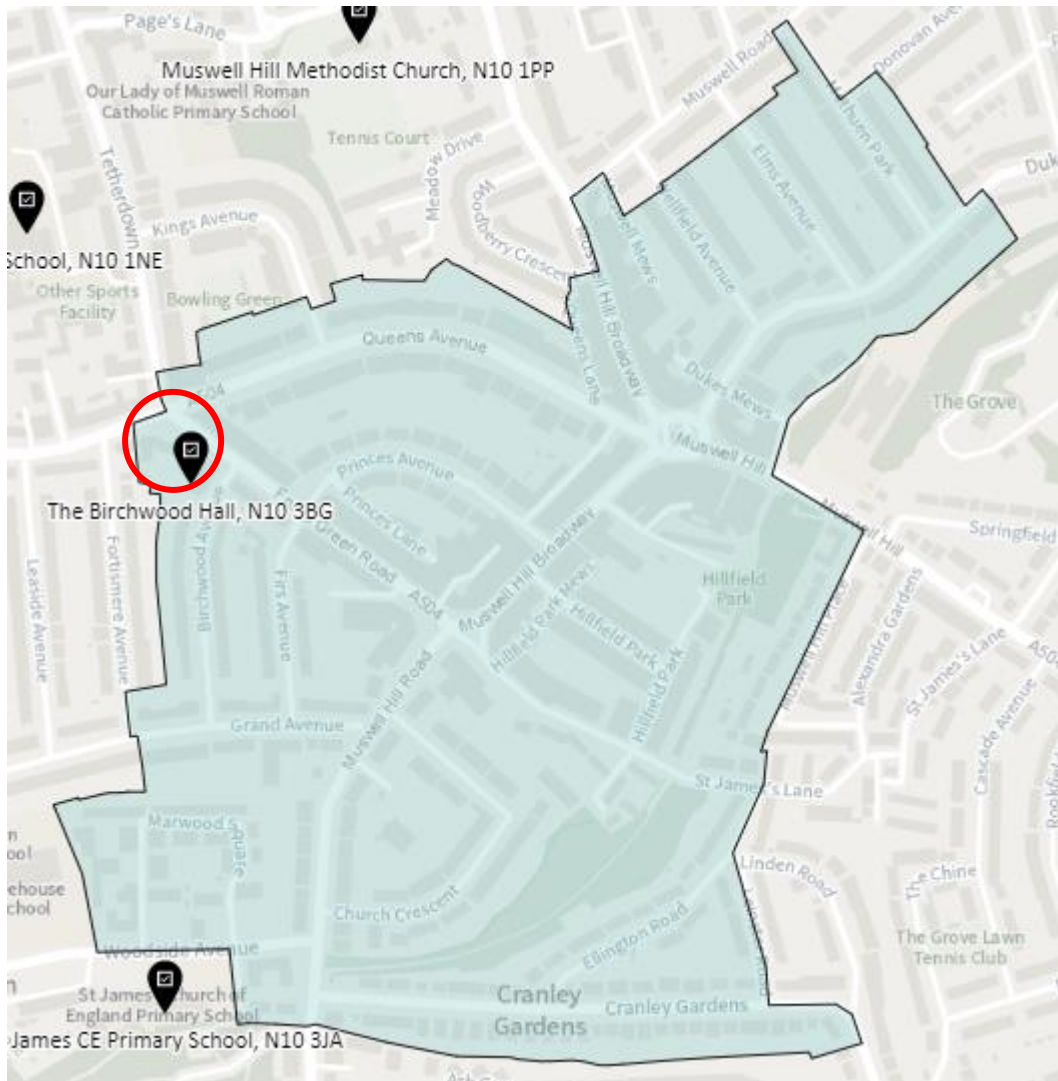 Page's Lane
Muswell Hill Methodist Church, N10 1PP
Our Lady of Muswell Roman
Catholic Primary School
Tennis Court
Muswell Road
Donovan
Methuen Park
Elms Avenue
Meadow Drive
Tetherdown
Woodberry Crescent
Kings Avenue
School, N10 1NE
Other Sports
Facility
Bowling Green
Mews
Avenue
Muswell Hill Broadway
Queens Avenue
Queens Lane
Dukes Mews
The Grove
Muswell Hill
Princes Avenue
Princes Lane
The Birchwood Hall, N10 3BG
Green Road
A504
Muswell Hill Broadway
Muswell Hill
Springfield
Leaside Avenue
Fortismere Avenue
Firs Avenue
Hillfield
Park
Hillfield Park Mews
Hillfield Park
Hillfield Park
Alexandra Gardens
St James's Lane
Muswell Hill Road
Grand Avenue
Cascade Avenue
St James's Lane
Marwood Square
Linden Road
The Chine
Church Crescent
Ellington Road
Woodside Avenue
The Grove Lawn
Tennis Club
Church of
England Primary School
Cranley
Gardens
Cranley Gardens
James CE Primary School, N10 3JA